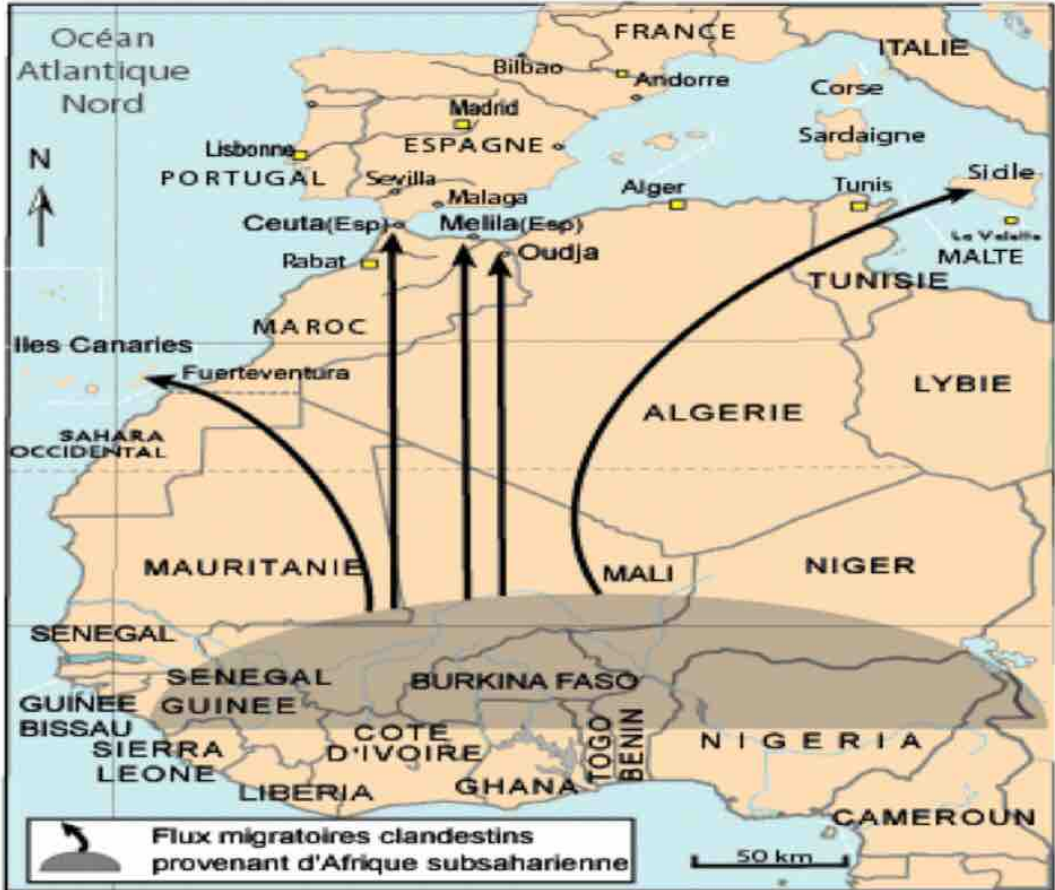 Océan
Atlantique
Nord
FRANCE
ITALIE
Bilbao
Andorre
Corse
Madrid
ESPAGNE
Sardaigne
Lisbonne
PORTUGAL
N
Sevilla
Malaga
Alger
Tunis
Sicile
Ceuta(Esp)
Melila(Esp)
La Valette
MALTE
Rabat
Oudja
TUNISIE
MAROC
Iles Canaries
Fuerteventura
ALGERIE
LYBIE
SAHARA
OCCIDENTAL
MAURITANIE
MALI
NIGER
SENEGAL
SENEGAL
BURKINA FASO
GUINEE
BISSAU
GUINEE
SIERRA
LEONE
COTE
D'IVOIRE
TOGO
BENIN
NIGERIA
LIBERIA
GHANA
CAMEROUN
Flux migratoires clandestins
provenant d'Afrique subsaharienne
50 km